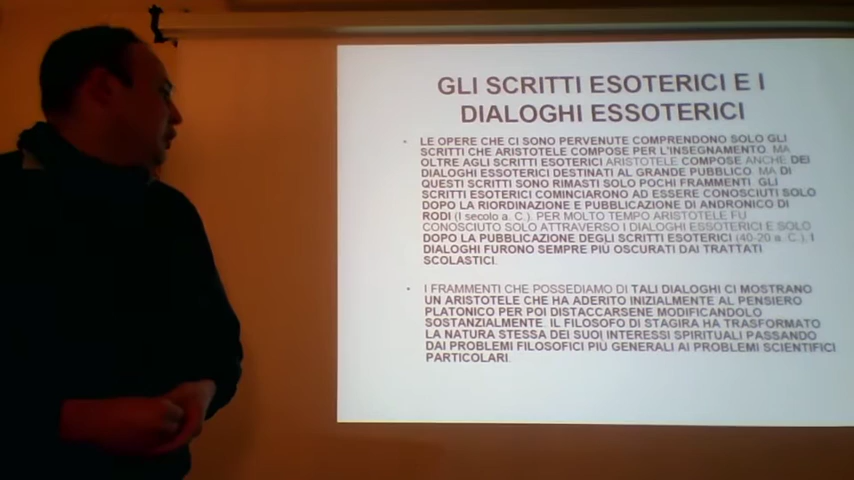 GLI SCRITTI ESOTERICI E I
DIALOGHI ESSOTERICI
• LE OPERE CHE CI SONO PERVENUTE COMPRENDONO SOLO GLI
SCRITTI CHE ARISTOTELE COMPOSE PER L'INSEGNAMENTO. MA
OLTRE AGLI SCRITTI ESOTERICI ARISTOTELE COMPOSE ANCHE DEI
DIALOGHI ESSOTERICI DESTINATI AL GRANDE PUBBLICO. MA DI
QUESTI SCRITTI SONO RIMASTI SOLO POCHI FRAMMENTI. GLI
SCRITTI ESOTERICI COMINCIARONO AD ESSERE CONOSCIUTI SOLO
DOPO LA RIORDINAZIONE E PUBBLICAZIONE DI ANDRONICO DI
RODI (I secolo a. C.). PER MOLTO TEMPO ARISTOTELE FU
CONOSCIUTO SOLO ATTRAVERSO I DIALOGHI ESSOTERICI E SOLO
DOPO LA PUBBLICAZIONE DEGLI SCRITTI ESOTERICI (40-20 a. C.) I
DIALOGHI FURONO SEMPRE PIÙ OSCURATI DAI TRATTATI
SCOLASTICI.
• I FRAMMENTI CHE POSSEDIAMO DI TALI DIALOGHI CI MOSTRANO
UN ARISTOTELE CHE HA ADERITO INIZIALMENTE AL PENSIERO
PLATONICO PER POI DISTACCARSENE MODIFICANDOLO
SOSTANZIALMENTE. IL FILOSOFO DI STAGIRA HA TRASFORMATO
LA NATURA STESSA DEI SUOI INTERESSI SPIRITUALI PASSANDO
DAI PROBLEMI FILOSOFICI PIÙ GENERALI AI PROBLEMI SCIENTIFICI
PARTICOLARI.